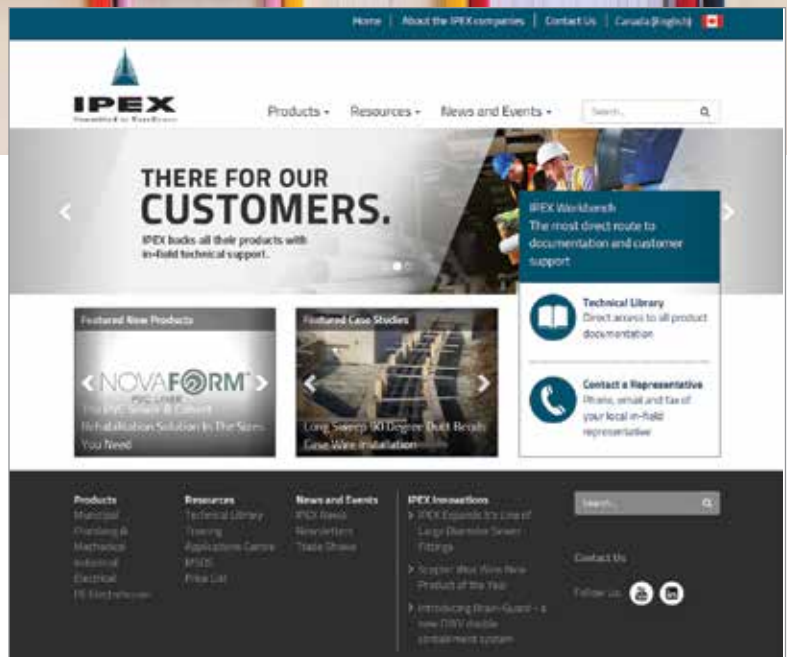 Home | About the IPEX companies | Contact Us | Canada (English)
IPEX
Products
Resources
News and Events
Search...
THERE FOR OUR
CUSTOMERS.
IPEX backs all their products with
in-field technical support.
IPEX Workbench
The most direct route to
documentation and customer
support
Technical Library
Direct access to all product
documentation
Contact a Representative
Phone, email and fax of
your local in-field
representative
Featured New Products
NOVAFORM™
PVC LINER
The PVC Sewer & Culvert
Rehabilitation Solution In The Sizes
You Need
Featured Case Studies
Long Sweep 90 Degree Duct Bends
Case Wire Installation
Products
Municipal
Plumbing &
Mechanical
Industrial
Electrical
PE Electrofusion
Resources
Technical Library
Training
Applications Centre
MSDS
Price List
News and Events
IPEX News
Newsletters
Trade Shows
IPEX Innovations
IPEX Expands It's Line of
Large Diameter Sewer
Fittings
Scepter Wins New
Product of the Year
Introducing Drain-Guard – a
new DWV double
containment system
Search...
Contact Us
Follow us: